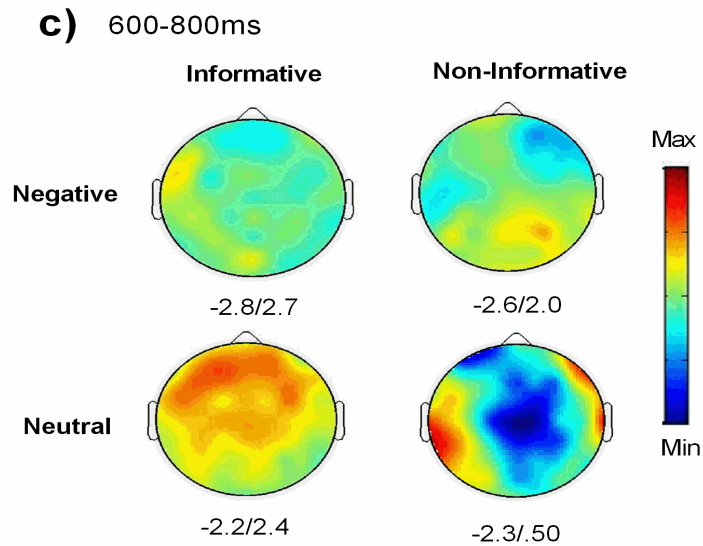 c) 600-800ms
Informative
Non-Informative
Max
Negative
-2.8/2.7
-2.6/2.0
Neutral
Min
-2.2/2.4
-2.3/.50